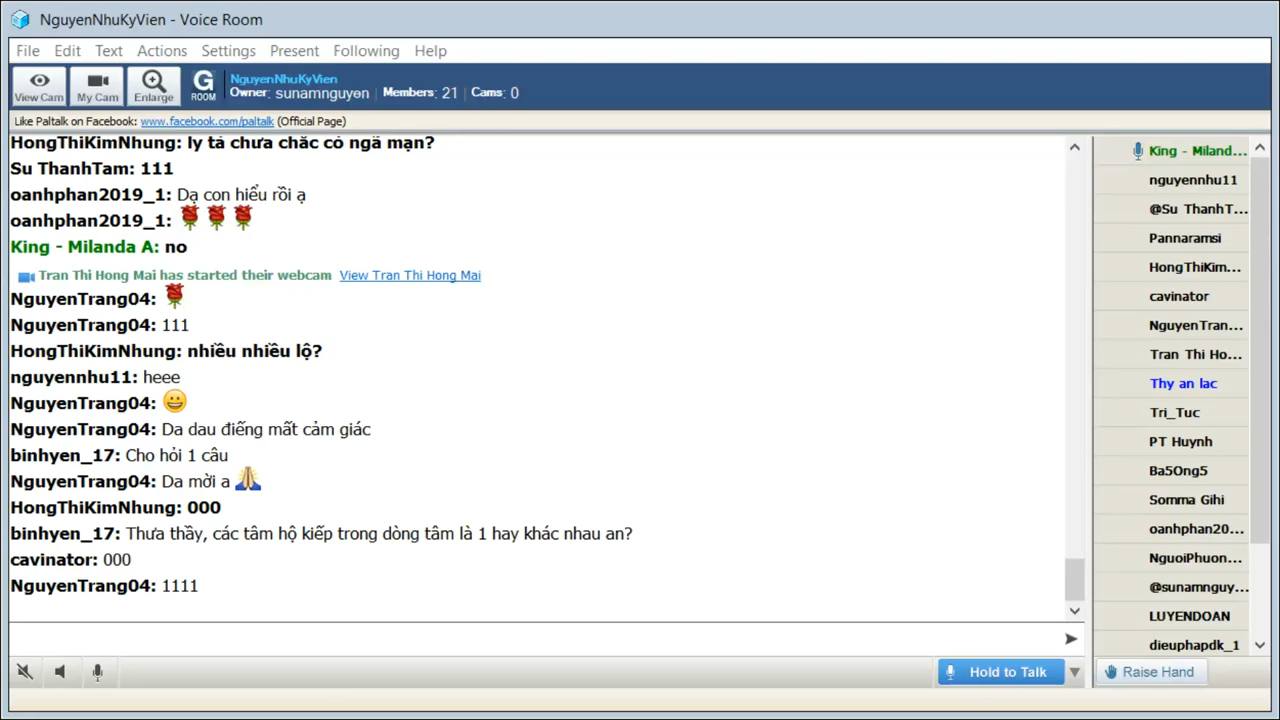 NguyenNhuKyVien - Voice Room
File Edit Text Actions Settings Present Following Help
View Cam My Cam Enlarge G ROOM
NguyenNhuKyVien
Owner: sunamnguyen | Members: 21 | Cams: 0
Like Paltalk on Facebook: www.facebook.com/paltalk (Official Page)
HongThiKimNhung: ly tá chưa chắc có ngã mạn?
Su ThanhTam: 111
oanhphan2019_1: Dạ con hiểu rồi ạ
oanhphan2019_1:
King - Milanda A: no
Tran Thi Hong Mai has started their webcam View Tran Thi Hong Mai
NguyenTrang04:
NguyenTrang04: 111
HongThiKimNhung: nhiều nhiều lộ?
nguyennhu11: heee
NguyenTrang04:
NguyenTrang04: Da dau điếng mất cảm giác
binhyen_17: Cho hỏi 1 câu
NguyenTrang04: Da mời a
HongThiKimNhung: 000
binhyen_17: Thưa thầy, các tâm hộ kiếp trong dòng tâm là 1 hay khác nhau an?
cavinator: 000
NguyenTrang04: 1111
King - Miland...
nguyennhu11
@Su ThanhT...
Pannaramsi
HongThiKim...
cavinator
NguyenTran...
Tran Thi Ho...
Thy an lac
Tri_Tuc
PT Huynh
Ba5Ong5
Somma Gihi
oanhphan20...
NguoiPhuon...
@sunamnguy...
LUYENDOAN
dieuphapdk_1
Hold to Talk
Raise Hand